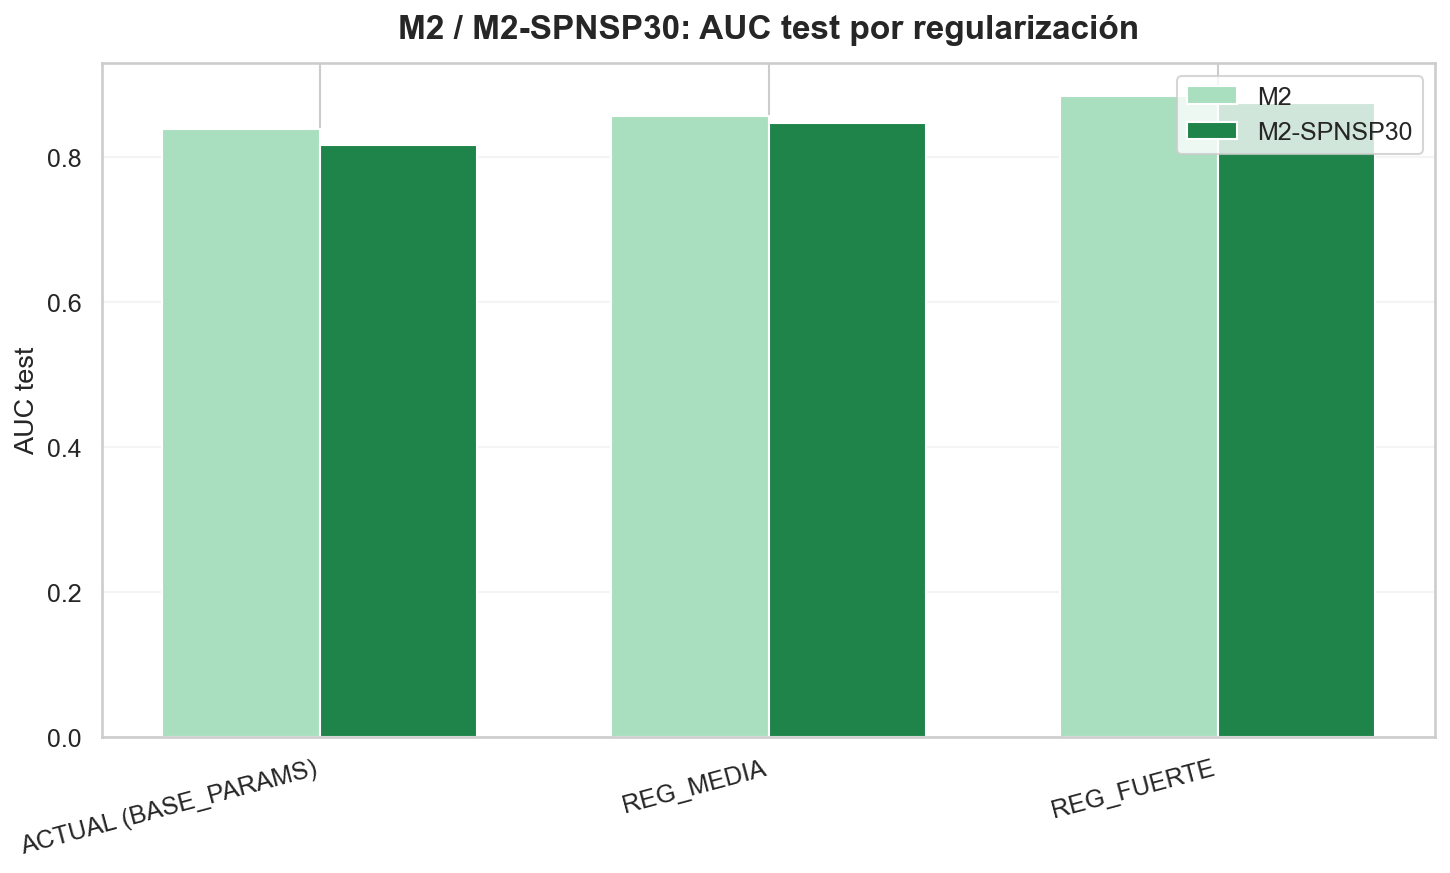 M2 / M2-SPNSP30: AUC test por regularización
M2
M2-SPNSP30
AUC test
0.8
0.6
0.4
0.2
0.0
ACTUAL (BASE_PARAMS)
REG_MEDIA
REG_FUERTE